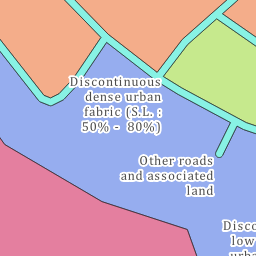 Discontinuous
dense urban
fabric (S.L. :
50% - 80%)
Other roads
and associated
land
Disco
low
urba